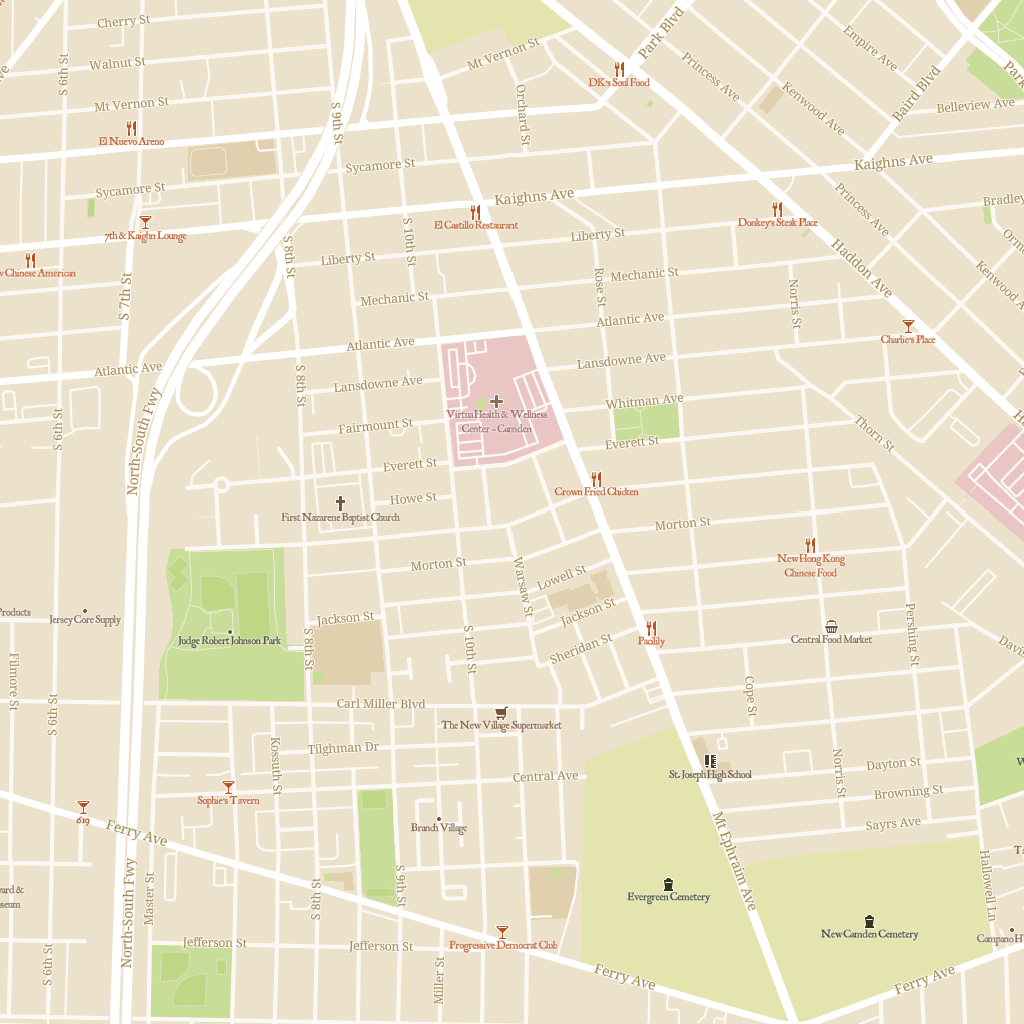 Cherry St
S 6th St
Walnut St
Mt Vernon St
El Nuevo Areno
S 9th St
Mt Vernon St
Orchard St
Park Blvd
DK's Soul Food
Princess Ave
Empire Ave
Kenwood Ave
Baird Blvd
Belleview Ave
Park
Sycamore St
Sycamore St
Kaighns Ave
Kaighns Ave
El Castillo Restaurant
Donkey's Steak Place
Princess Ave
Bradley
7th & Kaighn Lounge
Chinese American
S 7th St
S 8th St
S 10th St
Liberty St
Liberty St
Mechanic St
Mechanic St
Rose St
Norris St
Haddon Ave
Kenwood A
Atlantic Ave
Atlantic Ave
Atlantic Ave
Charlie's Place
Lansdowne Ave
Lansdowne Ave
Whitman Ave
Virtua Health & Wellness
Center - Camden
S 8th St
S 6th St
North-South Fwy
Fairmount St
Everett St
Everett St
Thorn St
Howe St
First Nazarene Baptist Church
Crown Fried Chicken
Morton St
Morton St
New Hong Kong
Chinese Food
Warsaw St
Lowell St
Jackson St
Jackson St
Products
Jersey Core Supply
Judge Robert Johnson Park
S 8th St
S 10th St
Sheridan St
Pacilily
Central Food Market
Pershing St
Davis
Filmore St
S 6th St
Carl Miller Blvd
The New Village Supermarket
Cope St
Kossuth St
Tilghman Dr
Central Ave
St. Joseph High School
Norris St
Dayton St
Browning St
Sayrs Ave
Sophie's Tavern
619
Ferry Ave
Branch Village
Mt Ephraim Ave
Hallowell Ln
North-South Fwy
Master St
S 8th St
S 9th St
Evergreen Cemetery
New Camden Cemetery
Campano H
S 6th St
Jefferson St
Jefferson St
Miller St
Progressive Democrat Club
Ferry Ave
Ferry Ave